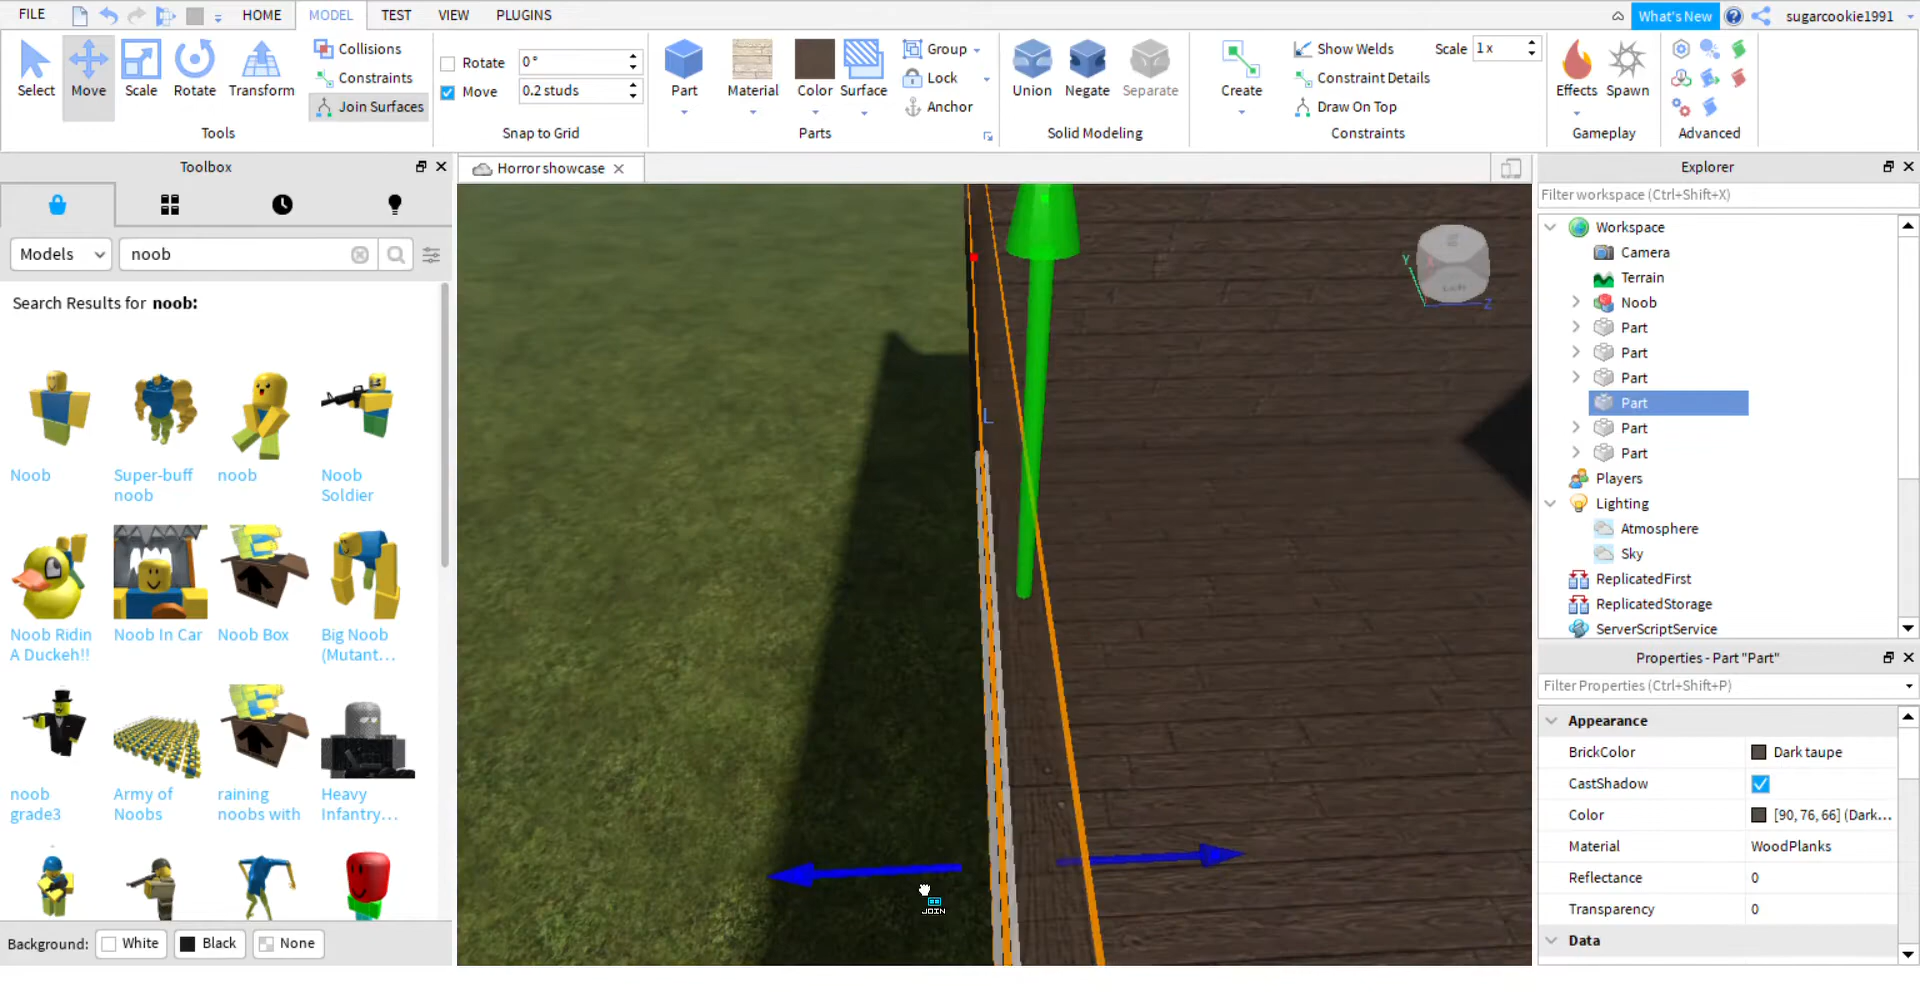 FILE HOME MODEL TEST VIEW PLUGINS What's New sugarcookie1991
Select Move Scale Rotate Transform
Collisions
Constraints
Join Surfaces
Tools
Rotate 0°
Move 0.2 studs
Snap to Grid
Part Material Color Surface
Group
Lock
Anchor
Parts
Union Negate Separate
Solid Modeling
Create
Show Welds Scale 1 x
Constraint Details
Draw On Top
Constraints
Effects Spawn
Gameplay
Advanced
Toolbox
Models noob
Search Results for noob:
Noob
Super-buff
noob
noob
Noob
Soldier
Noob Ridin
A Duckeh!!
Noob In Car
Noob Box
Big Noob
(Mutant...
noob
grade3
Army of
Noobs
raining
noobs with
Heavy
Infantry...
Background: White Black None
Horror showcase
L
JOIN
Y
Z
Explorer
Filter workspace (Ctrl+Shift+X)
Workspace
Camera
Terrain
Noob
Part
Part
Part
Part
Part
Part
Players
Lighting
Atmosphere
Sky
ReplicatedFirst
ReplicatedStorage
ServerScriptService
Properties - Part "Part"
Filter Properties (Ctrl+Shift+P)
Appearance
BrickColor Dark taupe
CastShadow
Color [90, 76, 66] (Dark...
Material WoodPlanks
Reflectance 0
Transparency 0
Data